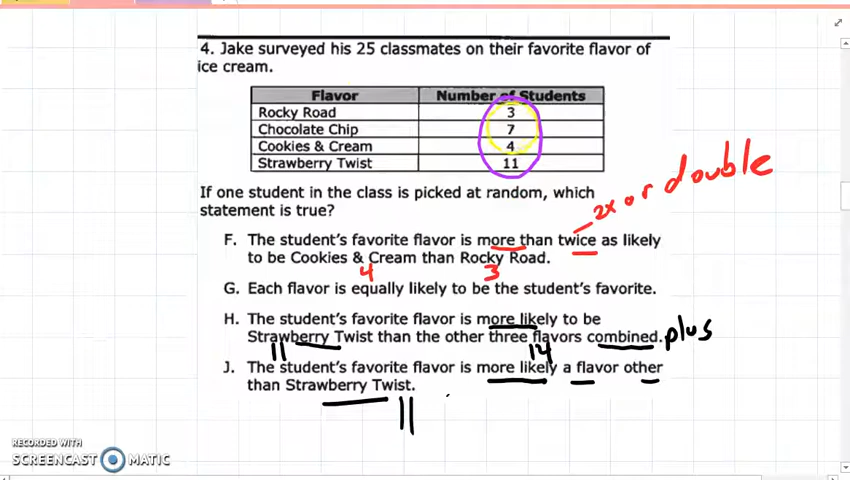 4. Jake surveyed his 25 classmates on their favorite flavor of
ice cream.
Flavor Number of Students
Rocky Road 3
Chocolate Chip 7
Cookies & Cream 4
Strawberry Twist 11
If one student in the class is picked at random, which
statement is true?
2x or double
F. The student's favorite flavor is more than twice as likely
to be Cookies & Cream than Rocky Road.
4 3
G. Each flavor is equally likely to be the student's favorite.
H. The student's favorite flavor is more likely to be
Strawberry Twist than the other three flavors combined. plus
11 14
J. The student's favorite flavor is more likely a flavor other
than Strawberry Twist.
11
RECORDED WITH
SCREENCAST MATIC